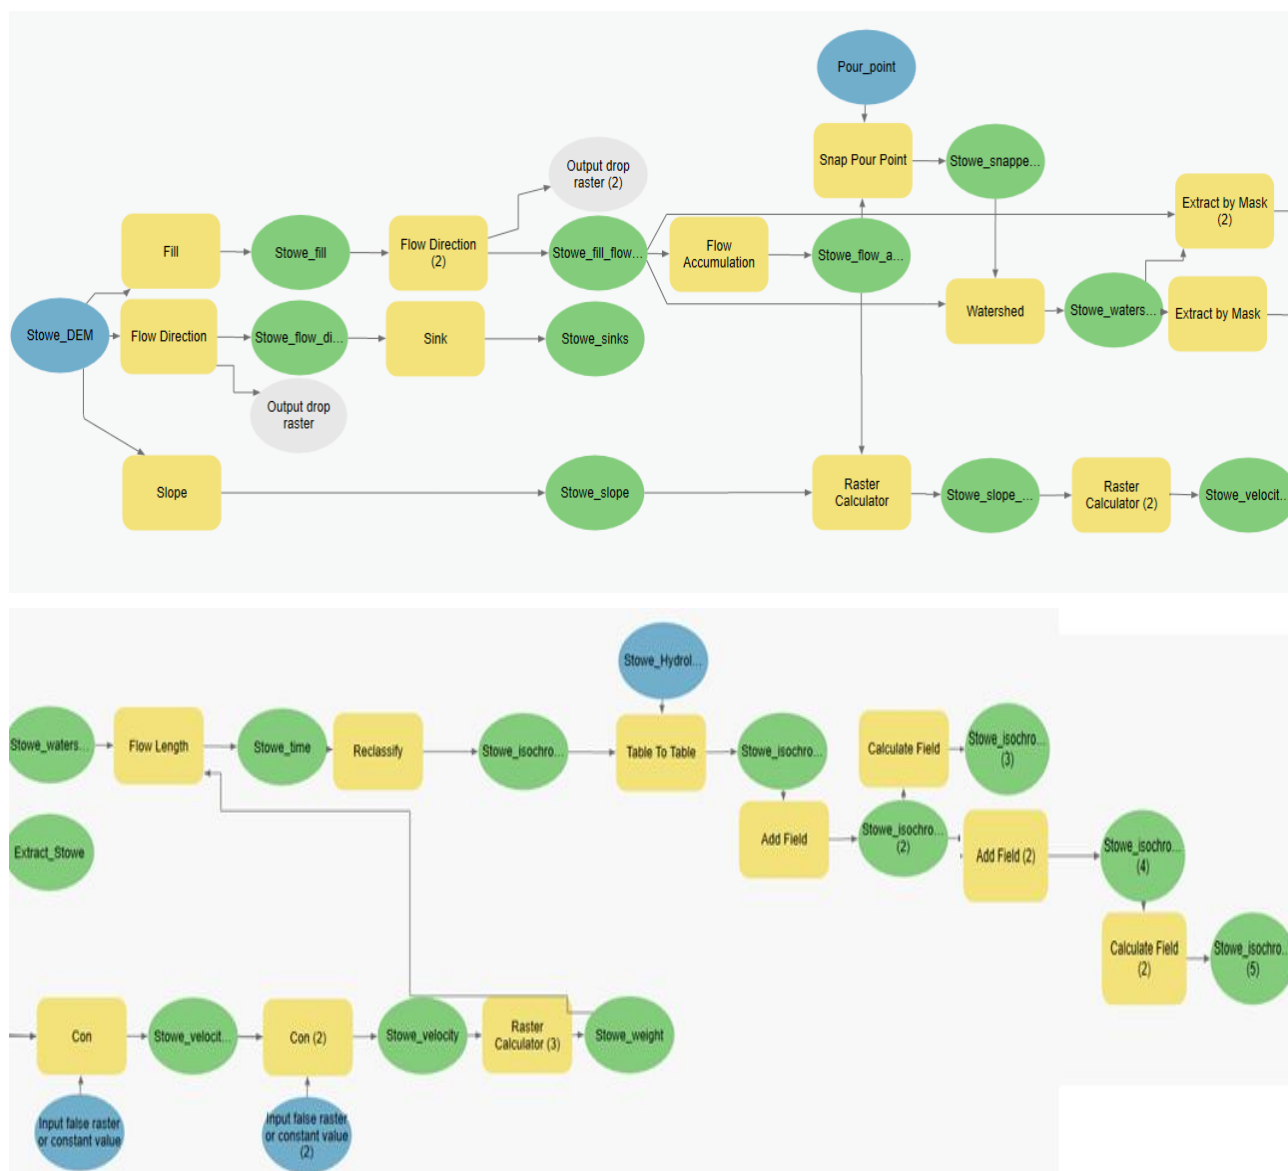 Pour_point
Snap Pour Point
Stowe_snappe...
Output drop
raster (2)
Extract by Mask
(2)
Fill
Stowe_fill
Flow Direction
(2)
Stowe_fill_flow...
Flow
Accumulation
Stowe_flow_a...
Stowe_DEM
Flow Direction
Stowe_flow_di...
Sink
Stowe_sinks
Watershed
Stowe_waters...
Extract by Mask
Output drop
raster
Slope
Stowe_slope
Raster
Calculator
Stowe_slope_...
Raster
Calculator (2)
Stowe_velocit...
Stowe_Hydrol...
Stowe_waters...
Flow Length
Stowe_time
Reclassify
Stowe_isochro...
Table To Table
Stowe_isochro...
Calculate Field
Stowe_isochro...
(3)
Extract_Stowe
Add Field
Stowe_isochro...
(2)
Add Field (2)
Stowe_isochro...
(4)
Calculate Field
(2)
Stowe_isochro...
(5)
Con
Stowe_velocit...
Con (2)
Stowe_velocity
Raster
Calculator (3)
Stowe_weight
Input false raster
or constant value
Input false raster
or constant value
(2)